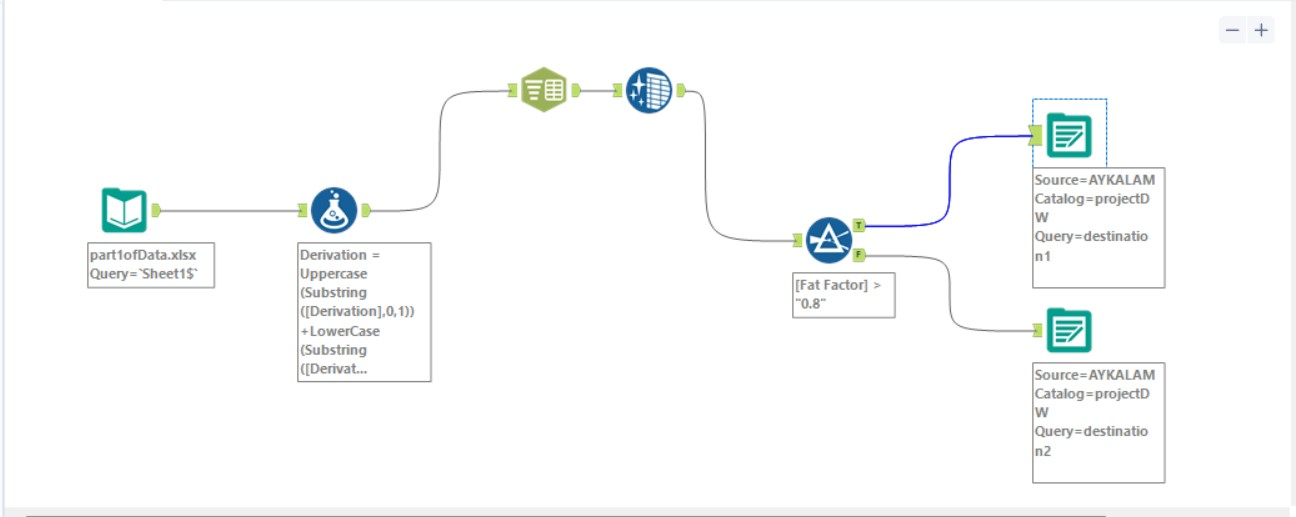 part1ofData.xlsx
Query=`Sheet1$`
Derivation =
Uppercase
(Substring
([Derivation],0,1))
+LowerCase
(Substring
([Derivat...
T
F
[Fat Factor] >
"0.8"
Source=AYKALAM
Catalog=projectD
W
Query=destinatio
n1
Source=AYKALAM
Catalog=projectD
W
Query=destinatio
n2